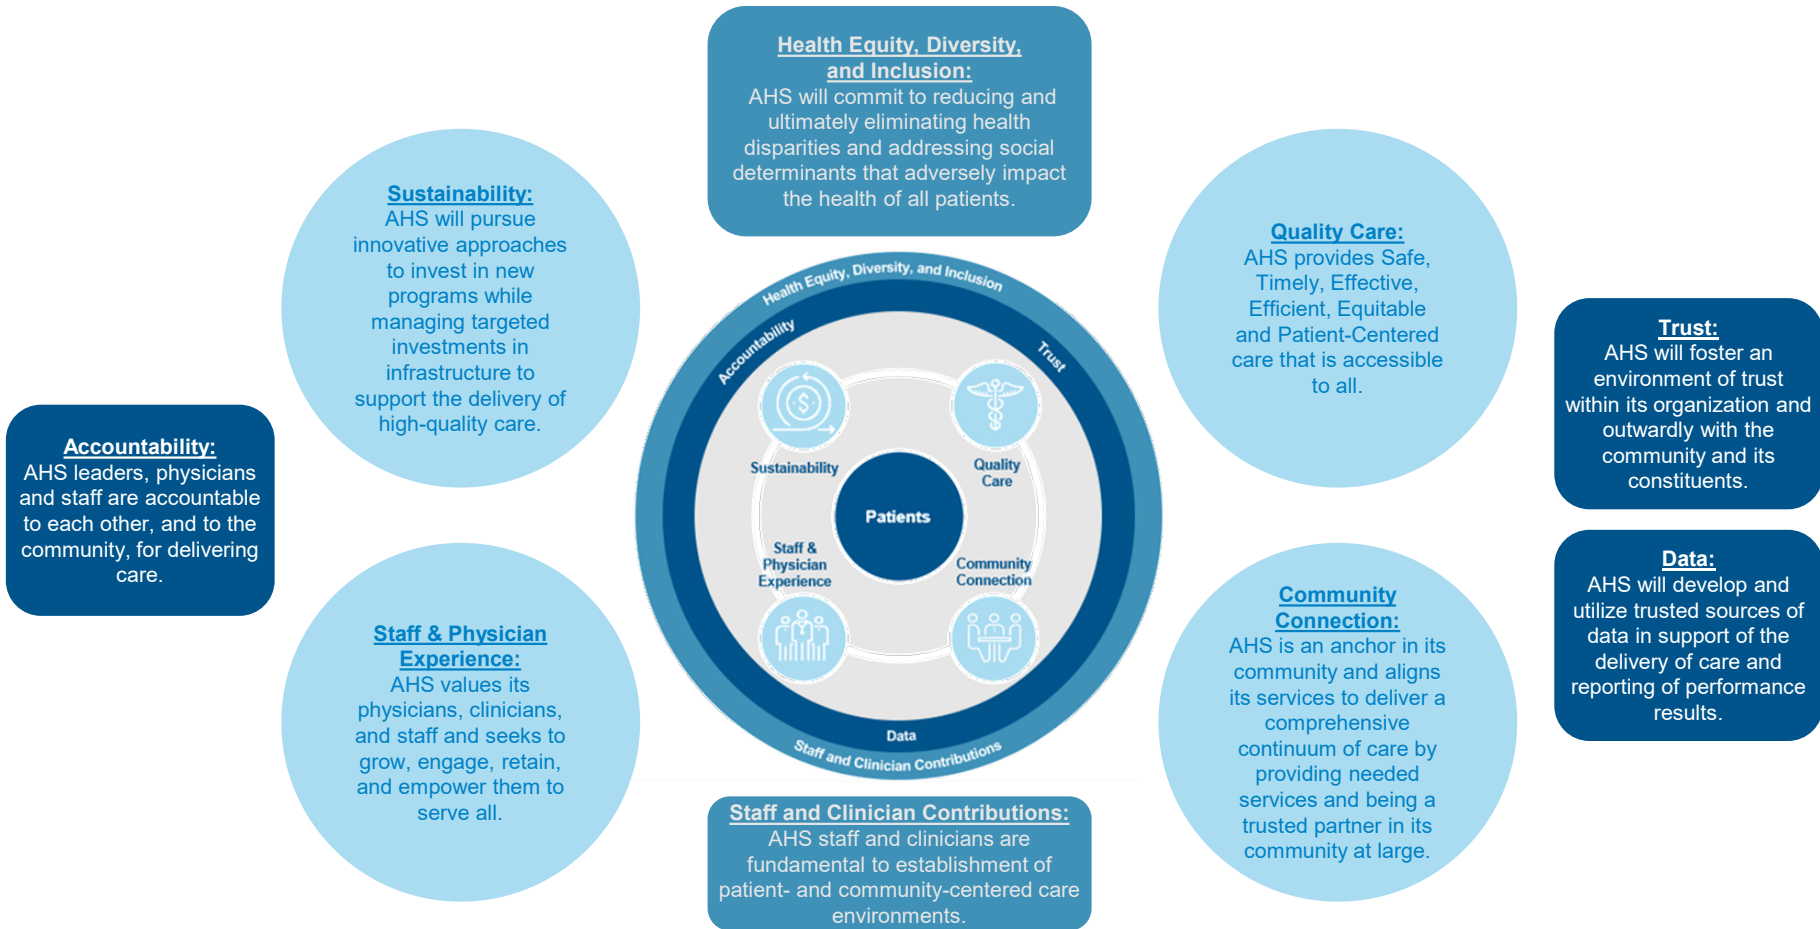 Health Equity, Diversity,
and Inclusion:
AHS will commit to reducing and
ultimately eliminating health
disparities and addressing social
determinants that adversely impact
the health of all patients.
Sustainability:
AHS will pursue
innovative approaches
to invest in new
programs while
managing targeted
investments in
infrastructure to
support the delivery of
high-quality care.
Quality Care:
AHS provides Safe,
Timely, Effective,
Efficient, Equitable
and Patient-Centered
care that is accessible
to all.
Accountability:
AHS leaders, physicians
and staff are accountable
to each other, and to the
community, for delivering
care.
Trust:
AHS will foster an
environment of trust
within its organization and
outwardly with the
community and its
constituents.
Health Equity, Diversity, and Inclusion
Accountability
Trust
$
Sustainability
Quality
Care
Patients
Staff &
Physician
Experience
Community
Connection
Data
Staff and Clinician Contributions
Data:
AHS will develop and
utilize trusted sources of
data in support of the
delivery of care and
reporting of performance
results.
Staff & Physician
Experience:
AHS values its
physicians, clinicians,
and staff and seeks to
grow, engage, retain,
and empower them to
serve all.
Community
Connection:
AHS is an anchor in its
community and aligns
its services to deliver a
comprehensive
continuum of care by
providing needed
services and being a
trusted partner in its
community at large.
Staff and Clinician Contributions:
AHS staff and clinicians are
fundamental to establishment of
patient- and community-centered care
environments.